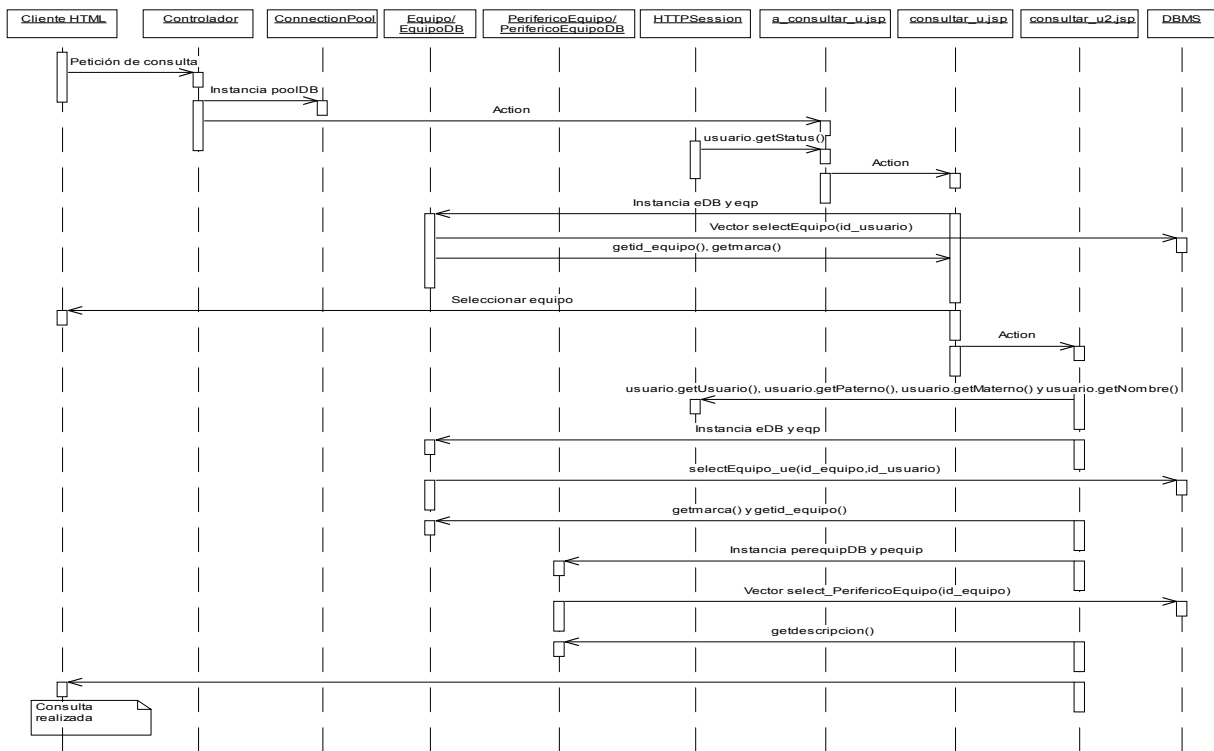 Cliente HTML
Controlador
ConnectionPool
Equipo/
EquipoDB
PerifericoEquipo/
PerifericoEquipoDB
HTTPSession
a_consultar_u.jsp
consultar_u.jsp
consultar_u2.jsp
DBMS
Petición de consulta
Instancia poolDB
Action
usuario.getStatus()
Action
Instancia eDB y eqp
Vector selectEquipo(id_usuario)
getid_equipo(), getmarca()
Seleccionar equipo
Action
usuario.getUsuario(), usuario.getPaterno(), usuario.getMaterno() y usuario.getNombre()
Instancia eDB y eqp
selectEquipo_ue(id_equipo,id_usuario)
getmarca() y getid_equipo()
Instancia perequipDB y pequip
Vector select_PerifericoEquipo(id_equipo)
getdescripcion()
Consulta
realizada